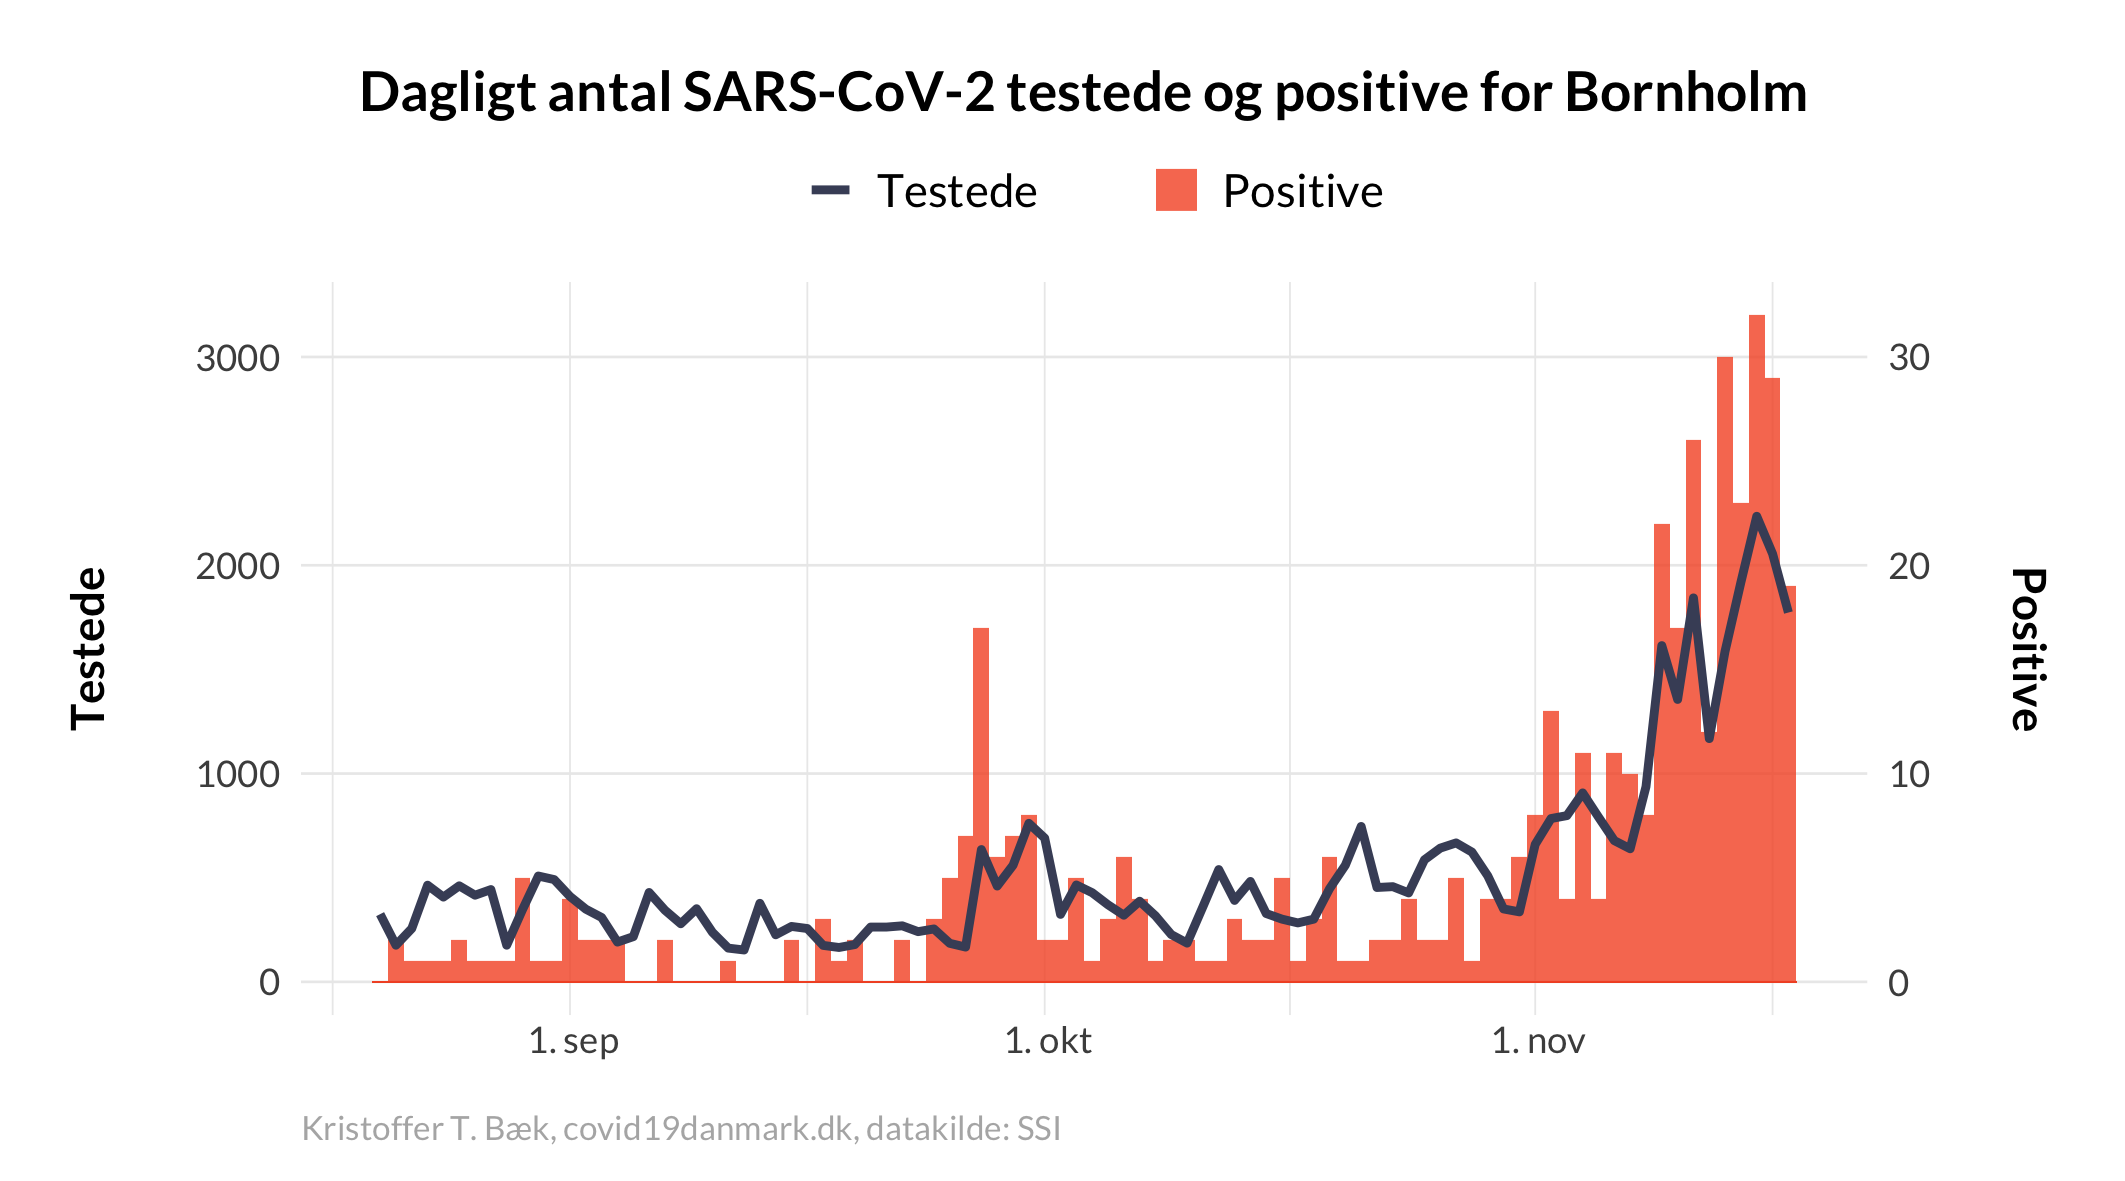 Dagligt antal SARS-CoV-2 testede og positive for Bornholm
Testede
Positive
3000
2000
1000
0
30
20
10
0
Testede
Positive
1. sep
1. okt
1. nov
Kristoffer T. Bæk, covid19danmark.dk, datakilde: SSI